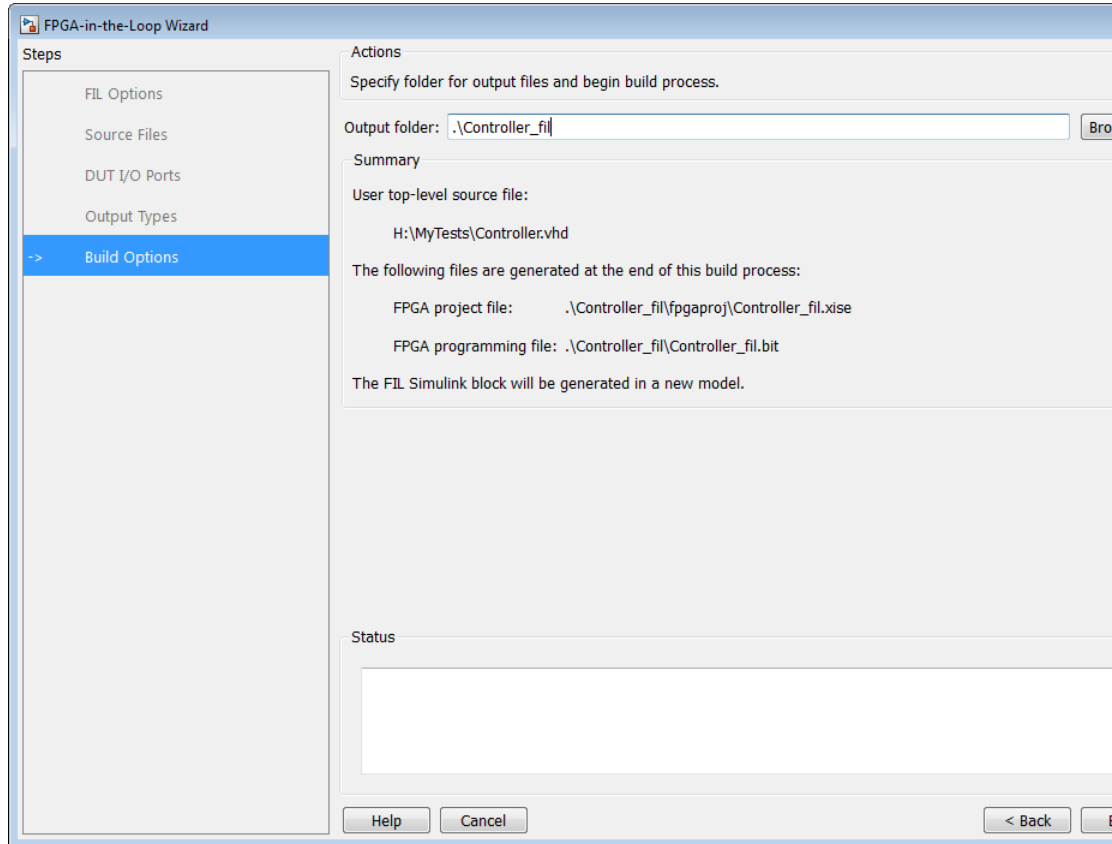 FPGA-in-the-Loop Wizard
Steps
FIL Options
Source Files
DUT I/O Ports
Output Types
-> Build Options
Actions
Specify folder for output files and begin build process.
Output folder: .\Controller_fil
Summary
User top-level source file:
H:\MyTests\Controller.vhd
The following files are generated at the end of this build process:
FPGA project file: .\Controller_fil\fpgaproj\Controller_fil.xise
FPGA programming file: .\Controller_fil\Controller_fil.bit
The FIL Simulink block will be generated in a new model.
Status
Help Cancel < Back